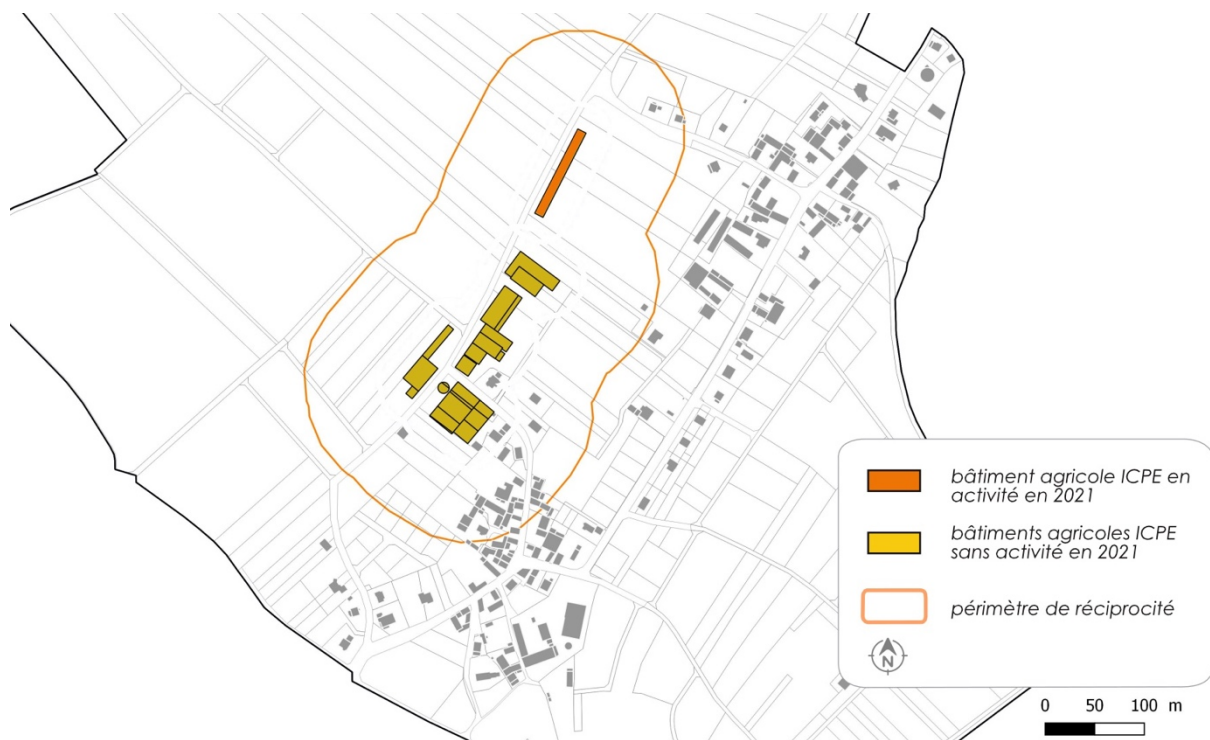 bâtiment agricole ICPE en
activité en 2021
bâtiments agricoles ICPE
sans activité en 2021
périmètre de réciprocité
N
0 50 100 m